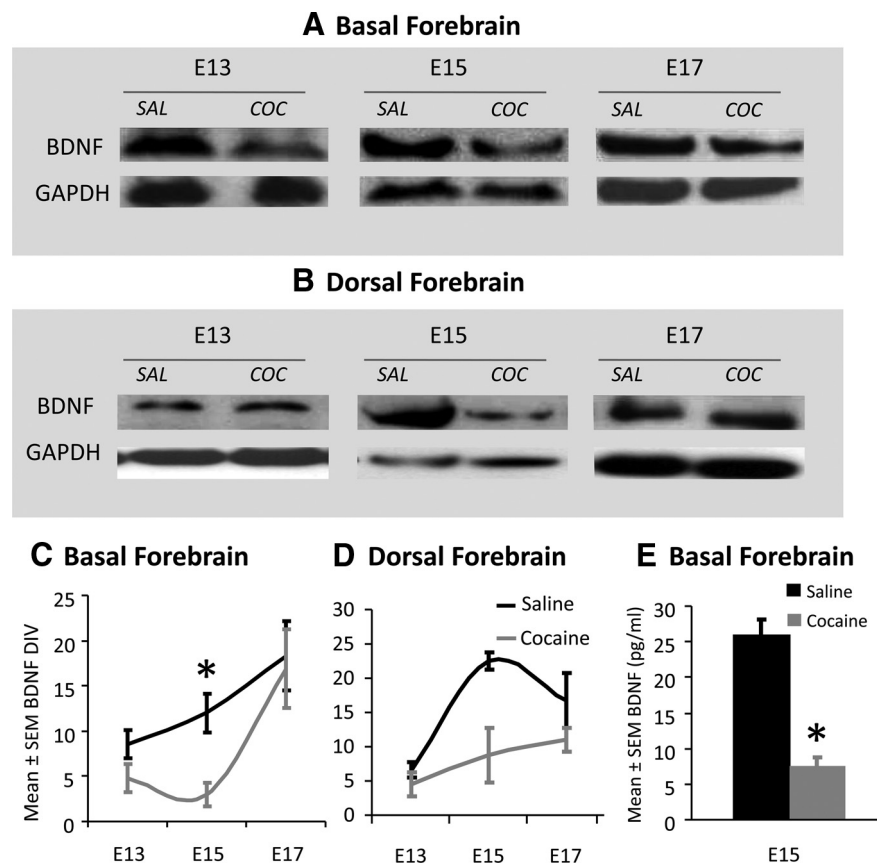 A Basal Forebrain
E13 E15 E17
SAL COC SAL COC SAL COC
BDNF
GAPDH
B Dorsal Forebrain
E13 E15 E17
SAL COC SAL COC SAL COC
BDNF
GAPDH
C Basal Forebrain
Mean ± SEM BDNF DIV
25
20
15
10
5
0
*
E13 E15 E17
D Dorsal Forebrain
30
25
20
15
10
5
0
Saline
Cocaine
E13 E15 E17
E Basal Forebrain
Mean ± SEM BDNF (pg/ml)
30
25
20
15
10
5
0
Saline
Cocaine
*
E15